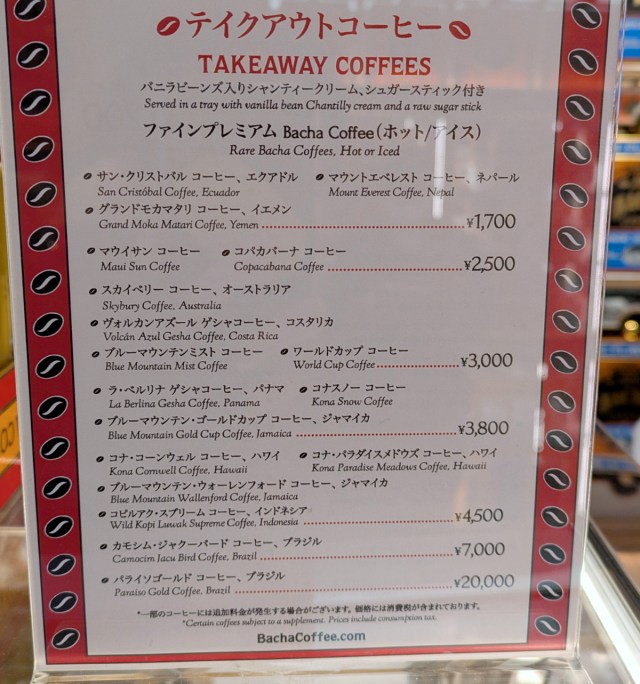 テイクアウトコーヒー
TAKEAWAY COFFEES
バニラビーンズ入りシャンティークリーム、シュガースティック付き
Served in a tray with vanilla bean Chantilly cream and a raw sugar stick
ファインプレミアム Bacha Coffee(ホット/アイス)
Rare Bacha Coffees, Hot or Iced
サン・クリストバル コーヒー、エクアドル マウントエベレスト コーヒー、ネパール
San Cristóbal Coffee, Ecuador Mount Everest Coffee, Nepal
グランドモカマタリ コーヒー、イエメン
Grand Moka Matari Coffee, Yemen ¥1,700
マウイサン コーヒー コパカバーナ コーヒー
Maui Sun Coffee Copacabana Coffee ¥2,500
スカイベリー コーヒー、オーストラリア
Skybury Coffee, Australia
ヴォルカンアズール ゲシャコーヒー、コスタリカ
Volcán Azul Gesha Coffee, Costa Rica
ブルーマウンテンミスト コーヒー ワールドカップ コーヒー
Blue Mountain Mist Coffee World Cup Coffee ¥3,000
ラ・ベルリナ ゲシャコーヒー、パナマ コナスノー コーヒー
La Berlina Gesha Coffee, Panama Kona Snow Coffee
ブルーマウンテン・ゴールドカップ コーヒー、ジャマイカ
Blue Mountain Gold Cup Coffee, Jamaica ¥3,800
コナ・コーンウェル コーヒー、ハワイ コナ・パラダイスメドウズ コーヒー、ハワイ
Kona Cornwell Coffee, Hawaii Kona Paradise Meadows Coffee, Hawaii
ブルーマウンテン・ウォーレンフォード コーヒー、ジャマイカ
Blue Mountain Wallenford Coffee, Jamaica
コピルアク・スプリーム コーヒー、インドネシア
Wild Kopi Luwak Supreme Coffee, Indonesia ¥4,500
カモシム・ジャクーバード コーヒー、ブラジル
Camocim Jacu Bird Coffee, Brazil ¥7,000
パライソゴールド コーヒー、ブラジル
Paraiso Gold Coffee, Brazil ¥20,000
*一部のコーヒーには追加料金が発生する場合がございます。価格には消費税が含まれております。
*Certain coffees subject to a supplement. Prices include consumption tax.
BachaCoffee.com